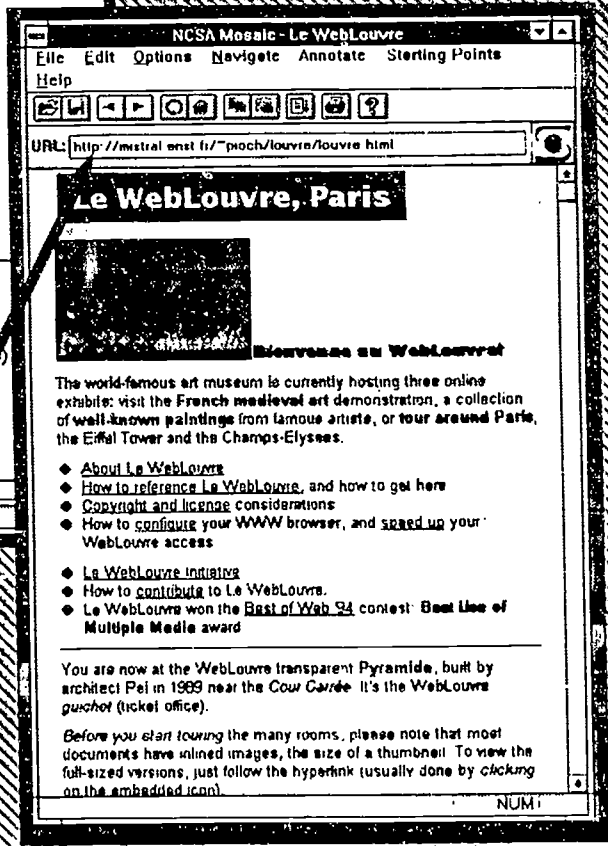 NCSA Mosaic - Le WebLouvre
File Edit Options Navigate Annotate Starting Points
Help
URL: http://mistral.enst.fr/~pioch/louvre/louvre.html
Le WebLouvre, Paris
Bienvenue au WebLouvre!
The world-famous art museum is currently hosting three online
exhibits: visit the French medieval art demonstration, a collection
of well-known paintings from famous artists, or tour around Paris,
the Eiffel Tower and the Champs-Elysees.
◆ About Le WebLouvre
◆ How to reference Le WebLouvre, and how to get here
◆ Copyright and license considerations
◆ How to configure your WWW browser, and speed up your
WebLouvre access
◆ Le WebLouvre Initiative
◆ How to contribute to Le WebLouvre.
◆ Le WebLouvre won the Best of Web '94 contest: Best Use of
Multiple Media award
You are now at the WebLouvre transparent Pyramide, built by
architect Pei in 1989 near the Cour Carrée. It's the WebLouvre
guichet (ticket office).
Before you start touring the many rooms, please note that most
documents have inlined images, the size of a thumbnail. To view the
full-sized versions, just follow the hyperlink (usually done by clicking
on the embedded icon).
NUM